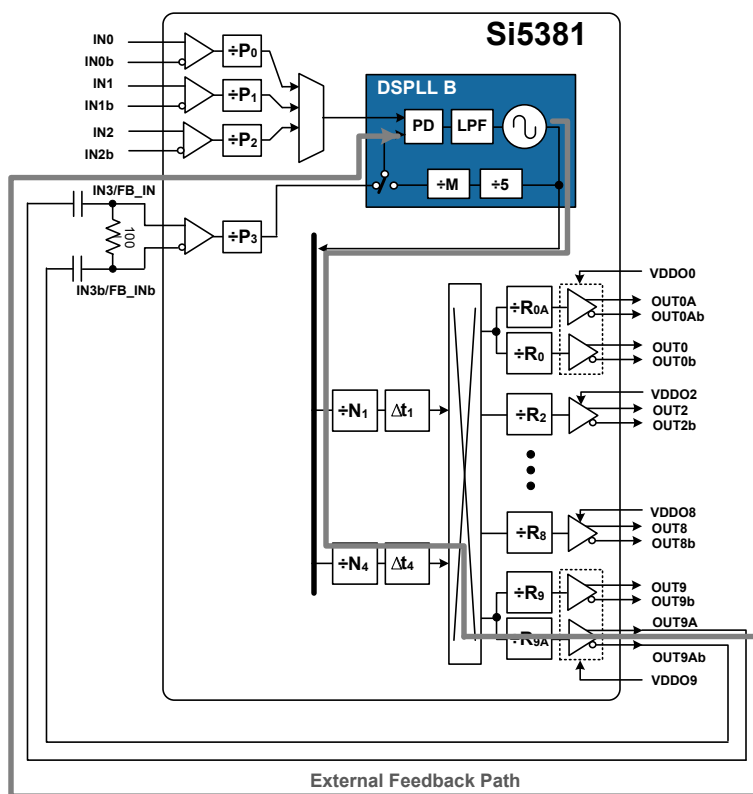 Si5381
IN0
IN0b
÷P0
IN1
IN1b
÷P1
IN2
IN2b
÷P2
DSPLL B
PD
LPF
÷M
÷5
IN3/FB_IN
100
÷P3
IN3b/FB_INb
VDDO0
÷R0A
OUT0A
OUT0Ab
÷R0
OUT0
OUT0b
÷N1
Δt1
VDDO2
÷R2
OUT2
OUT2b
VDDO8
÷R8
OUT8
OUT8b
÷N4
Δt4
÷R9
OUT9
OUT9b
÷R9A
OUT9A
OUT9Ab
VDDO9
External Feedback Path